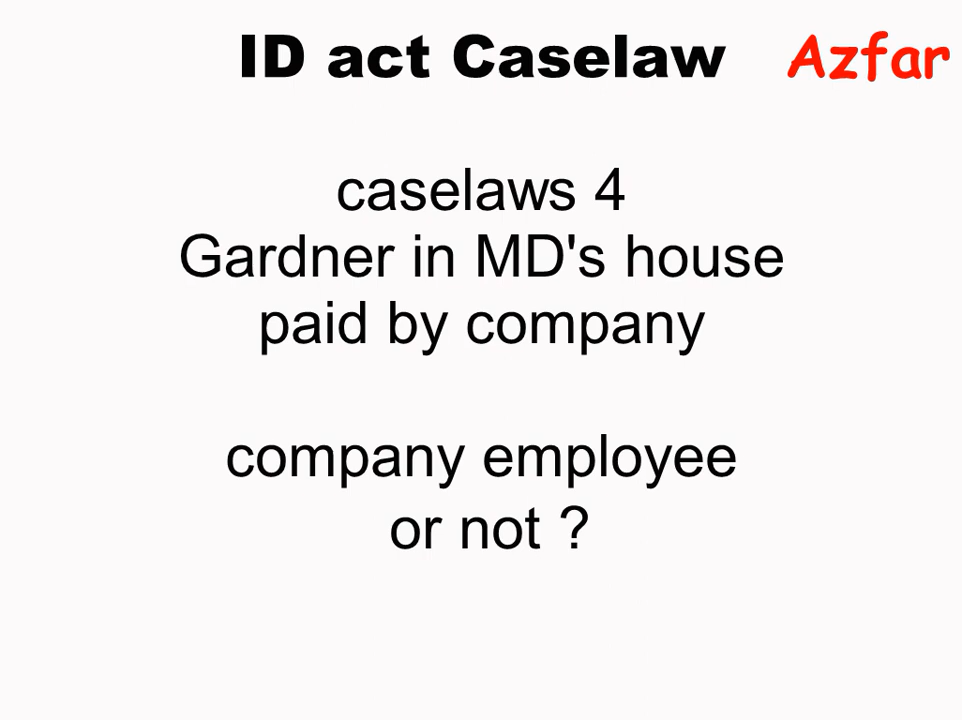 ID act Caselaw Azfar
caselaws 4
Gardner in MD's house
paid by company
company employee
or not ?